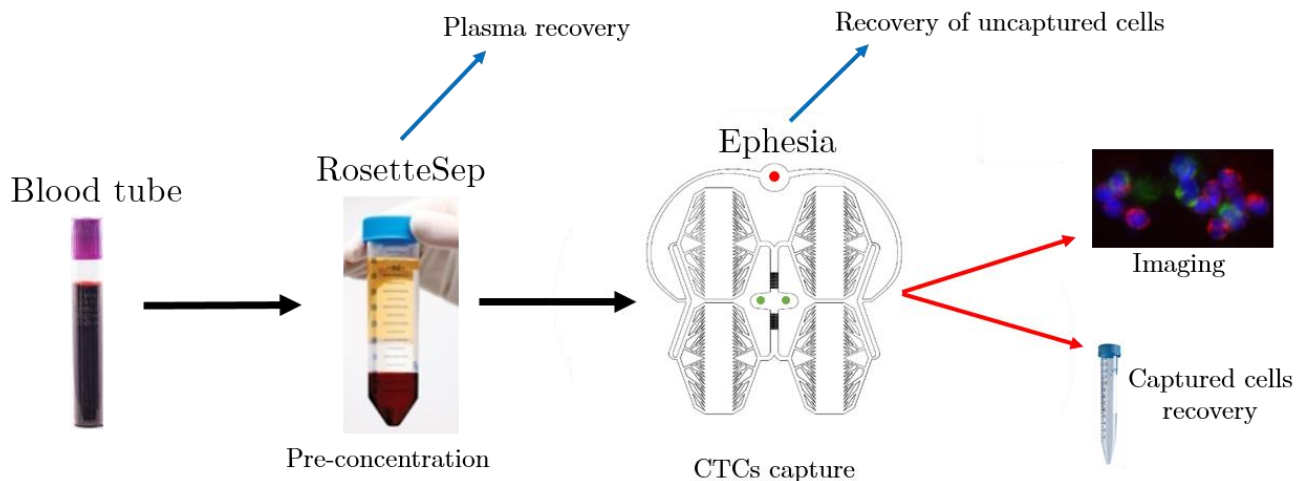 Plasma recovery
Recovery of uncaptured cells
Blood tube
RosetteSep
Ephesia
Imaging
Captured cells
recovery
Pre-concentration
CTCs capture